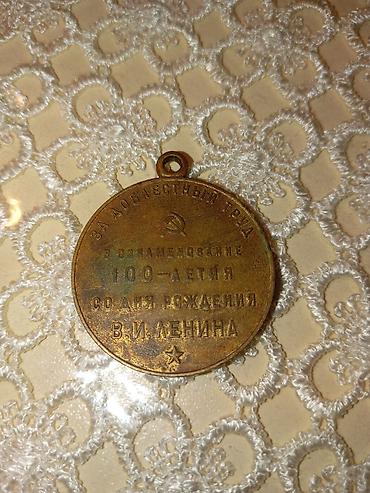 ЗА ДОБЛЕСТНЫЙ ТРУД
В ОЗНАМЕНОВАНИЕ
100-ЛЕТИЯ
СО ДНЯ РОЖДЕНИЯ
В.И.ЛЕНИНА